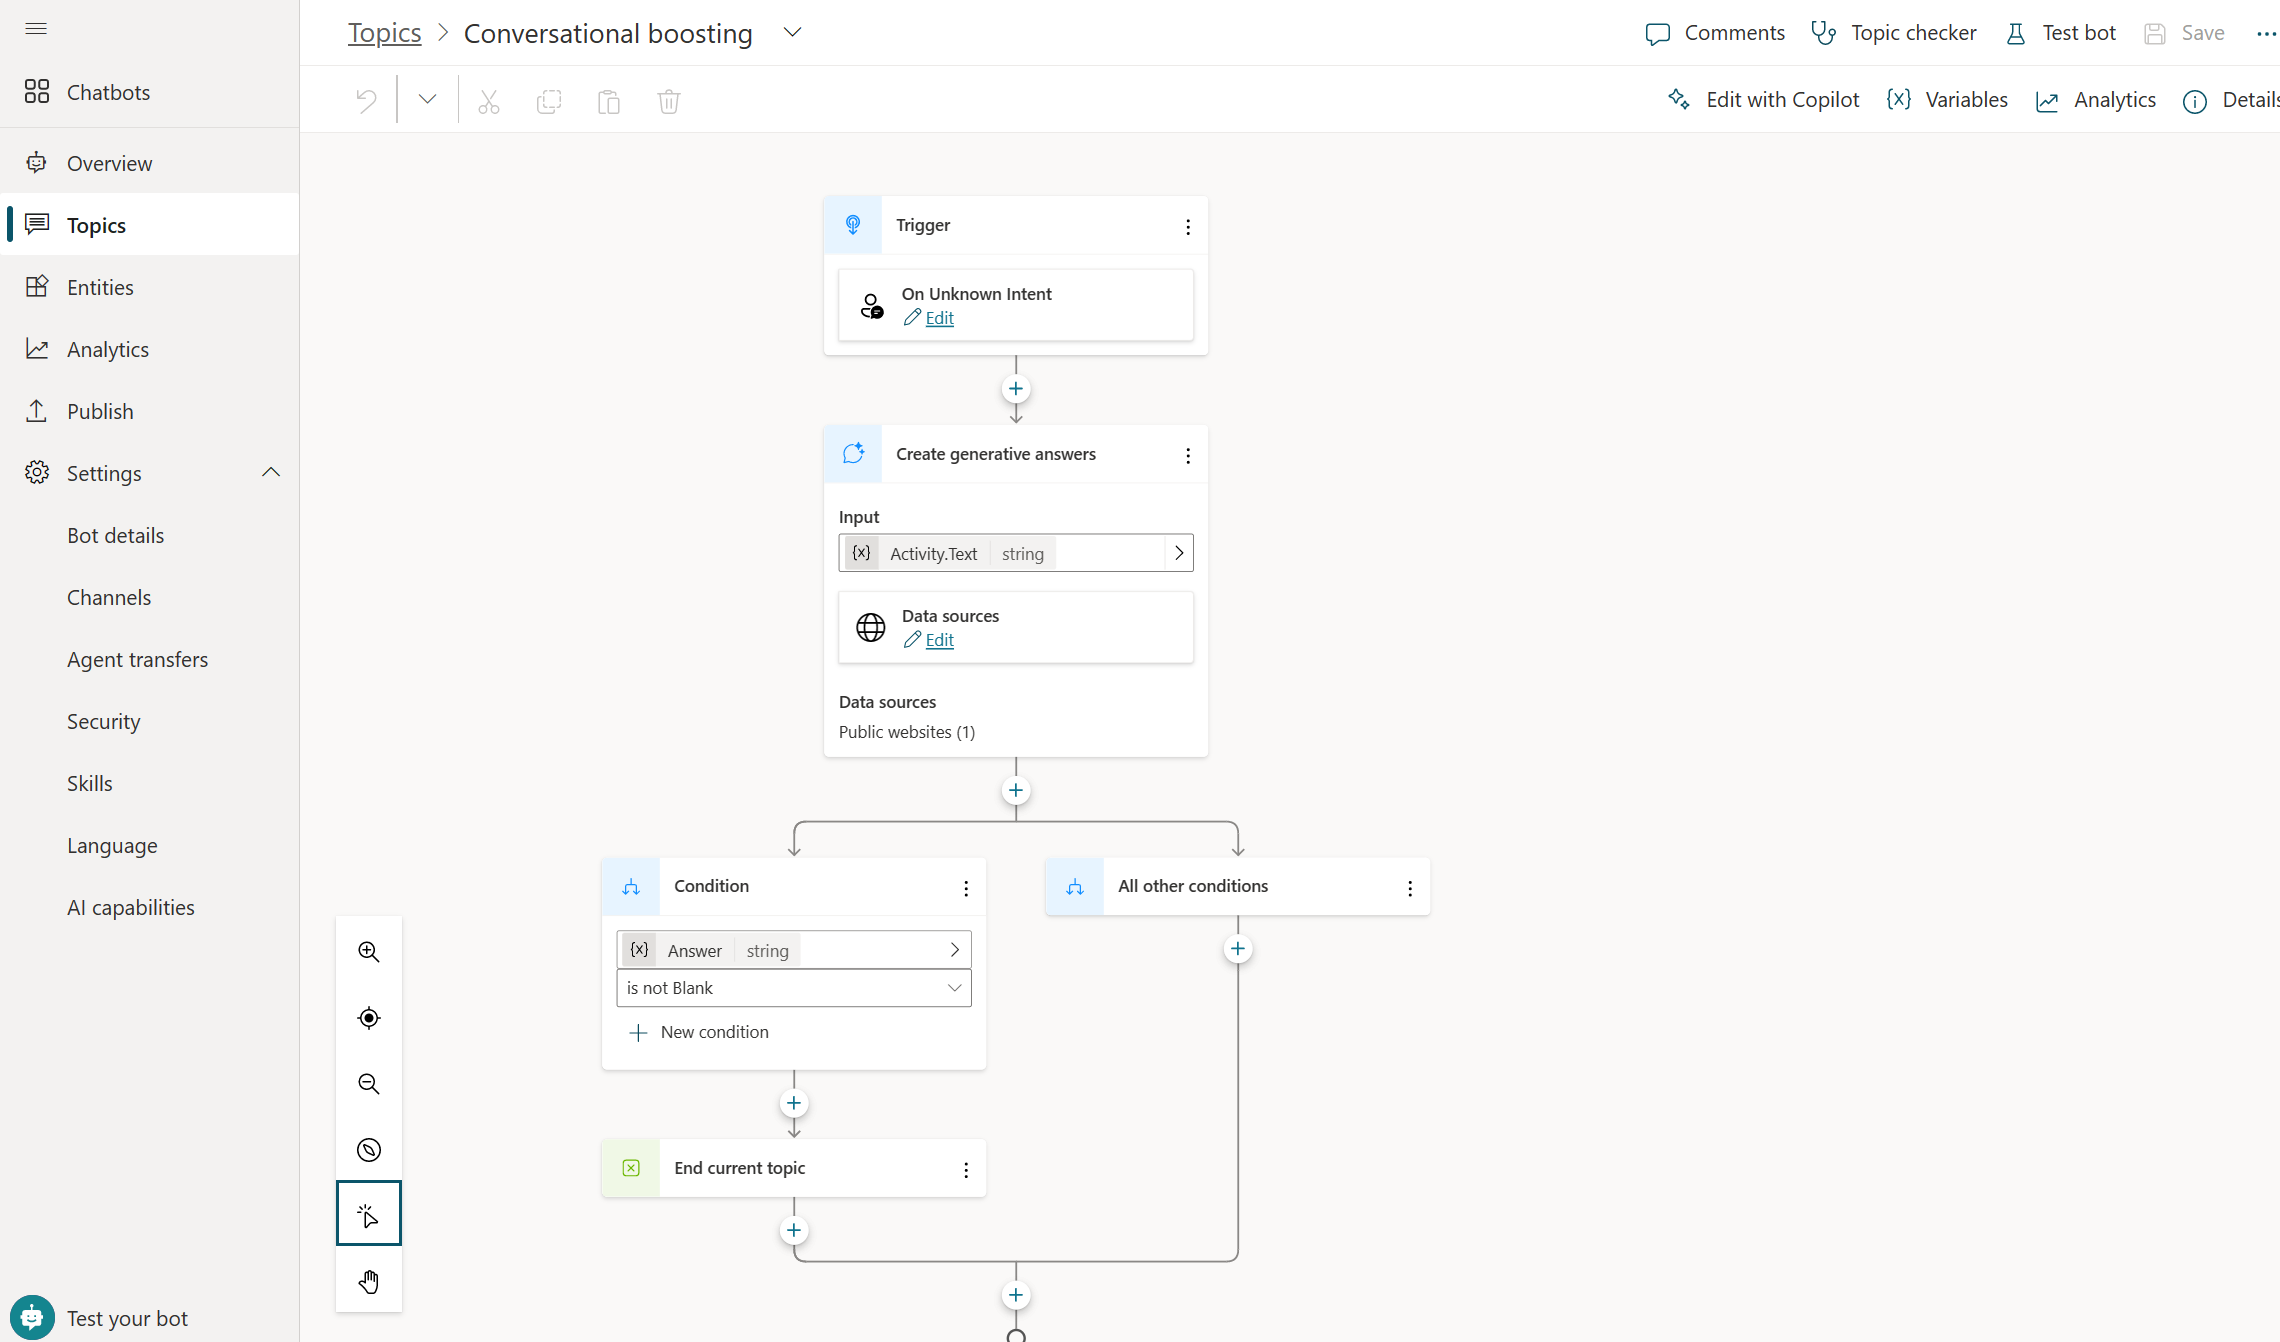 Topics > Conversational boosting
Comments
Topic checker
Test bot
Save
Edit with Copilot
{x} Variables
Analytics
Details
Chatbots
Overview
Topics
Entities
Analytics
Publish
Settings
Bot details
Channels
Agent transfers
Security
Skills
Language
AI capabilities
Test your bot
Trigger
On Unknown Intent
Edit
Create generative answers
Input
{x} Activity.Text string
Data sources
Edit
Data sources
Public websites (1)
Condition
{x} Answer string
is not Blank
New condition
All other conditions
End current topic